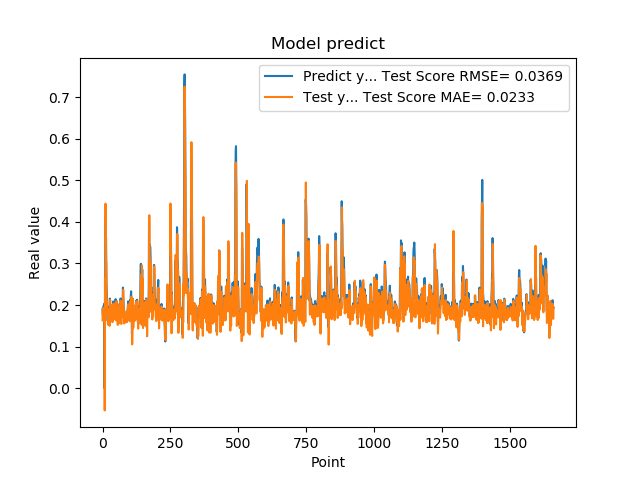 Model predict
Predict y... Test Score RMSE= 0.0369
Test y... Test Score MAE= 0.0233
Real value
0.7
0.6
0.5
0.4
0.3
0.2
0.1
0.0
0 250 500 750 1000 1250 1500
Point